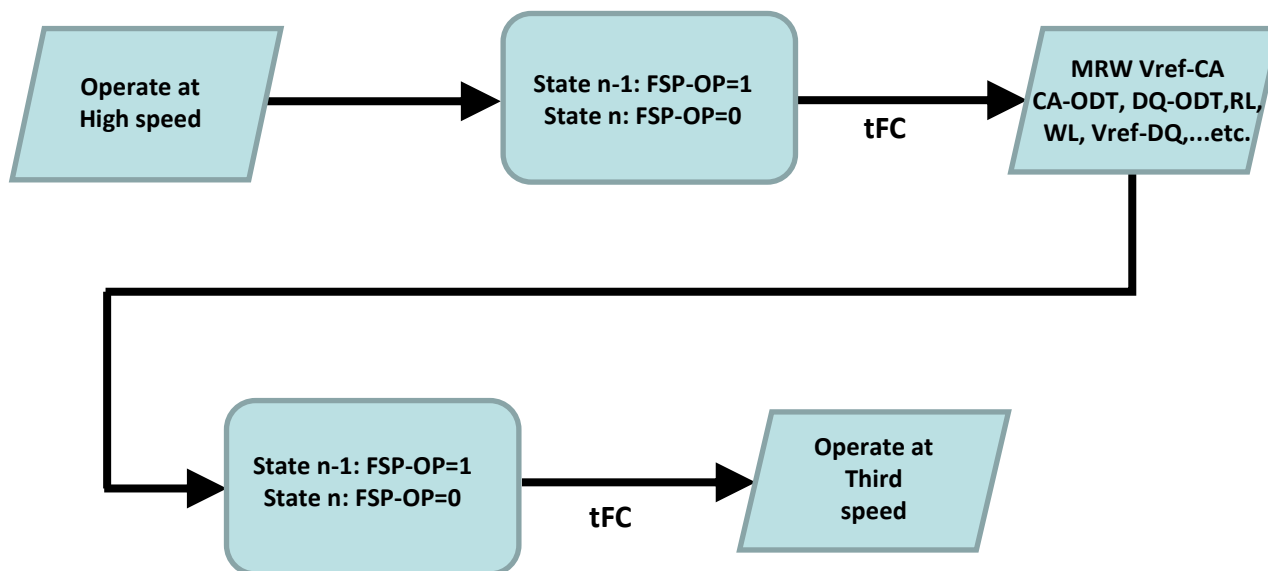 Operate at
High speed
State n-1: FSP-OP=1
State n: FSP-OP=0
tFC
MRW Vref-CA
CA-ODT, DQ-ODT,RL,
WL, Vref-DQ,...etc.
State n-1: FSP-OP=1
State n: FSP-OP=0
tFC
Operate at
Third
speed